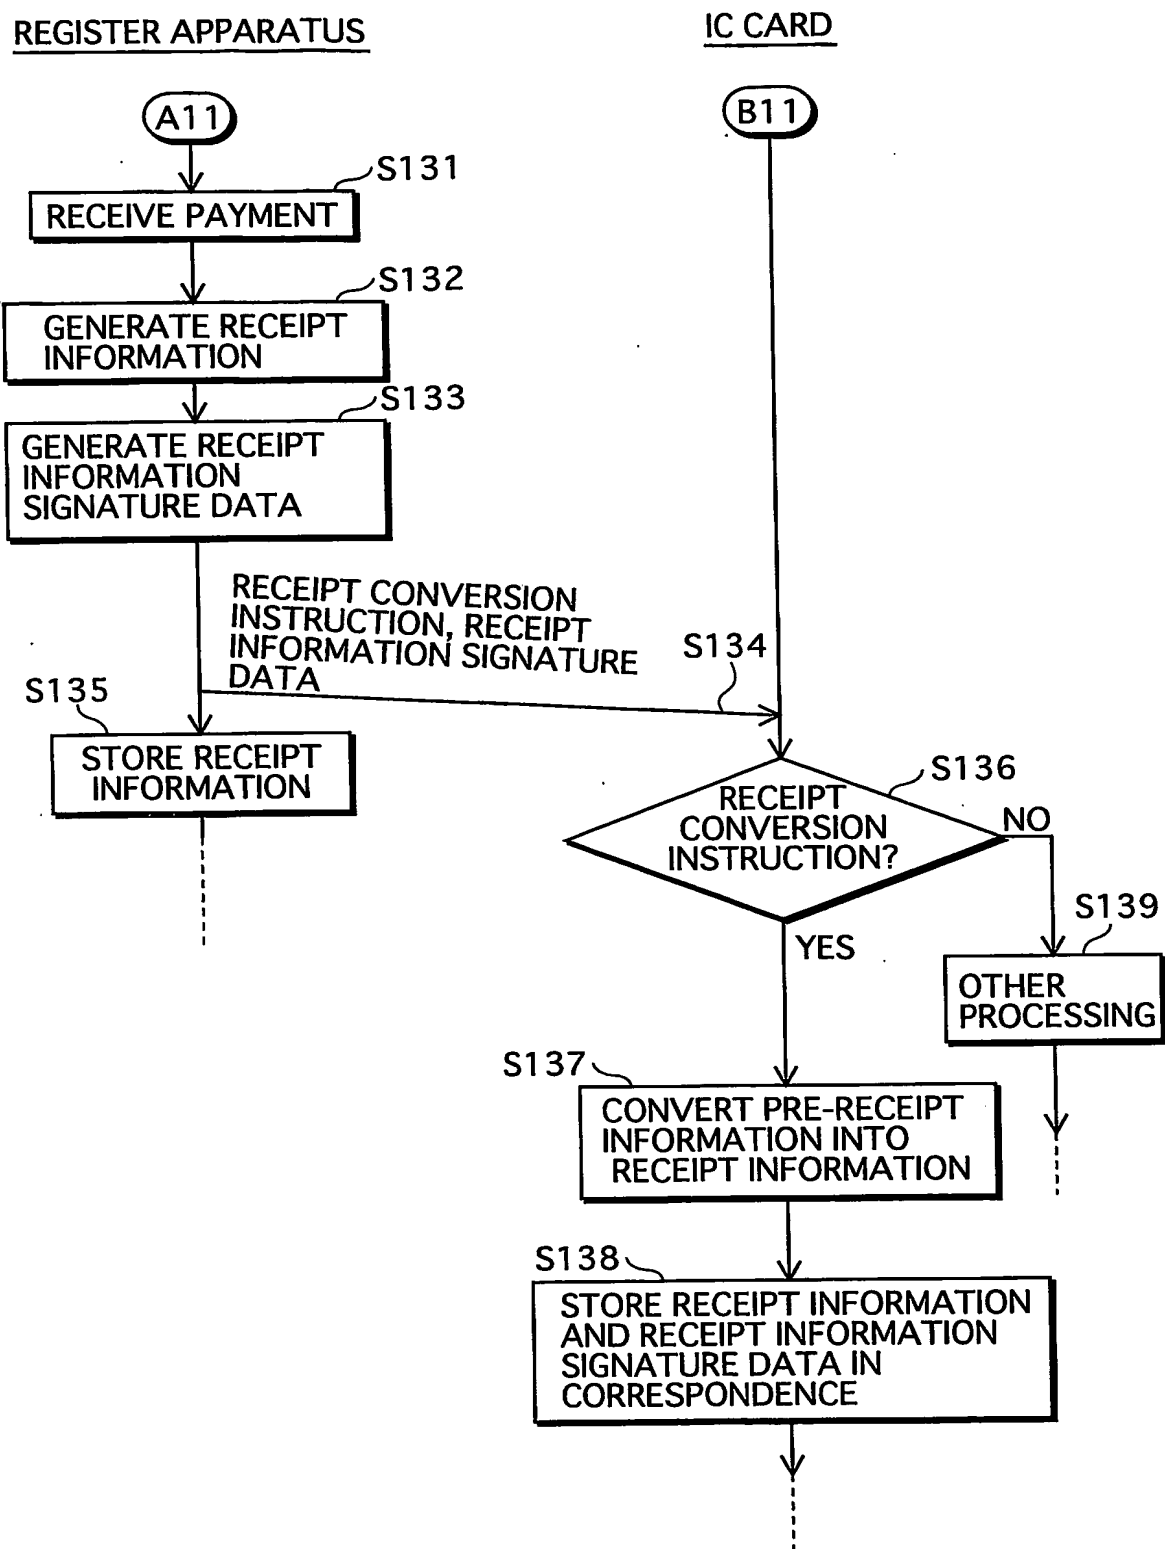 REGISTER APPARATUS
IC CARD
A11
B11
S131
RECEIVE PAYMENT
S132
GENERATE RECEIPT
INFORMATION
S133
GENERATE RECEIPT
INFORMATION
SIGNATURE DATA
RECEIPT CONVERSION
INSTRUCTION, RECEIPT
INFORMATION SIGNATURE
DATA
S134
S135
STORE RECEIPT
INFORMATION
S136
RECEIPT
CONVERSION
INSTRUCTION?
NO
YES
S139
OTHER
PROCESSING
S137
CONVERT PRE-RECEIPT
INFORMATION INTO
RECEIPT INFORMATION
S138
STORE RECEIPT INFORMATION
AND RECEIPT INFORMATION
SIGNATURE DATA IN
CORRESPONDENCE